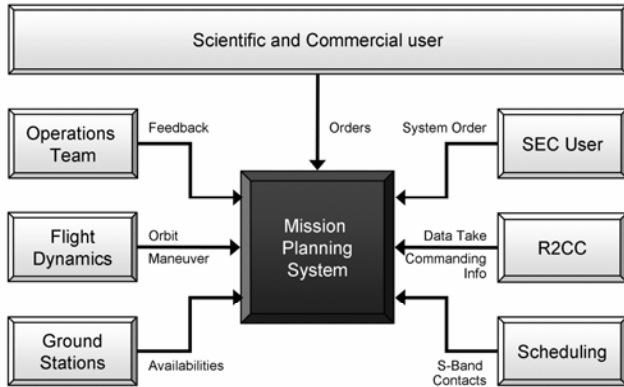 Scientific and Commercial user
Operations
Team
Feedback
Orders
System Order
SEC User
Flight
Dynamics
Orbit
Maneuver
Mission
Planning
System
Data Take
Commanding
Info
R2CC
Ground
Stations
Availabilities
S-Band
Contacts
Scheduling